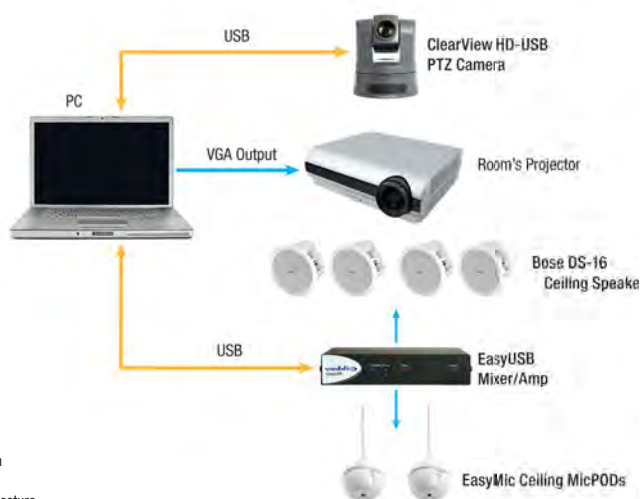 USB
ClearView HD-USB
PTZ Camera
PC
VGA Output
Room's Projector
Bose DS-16
Ceiling Speake
USB
EasyUSB
Mixer/Amp
vaddio
EasyMic Ceiling MicPODs